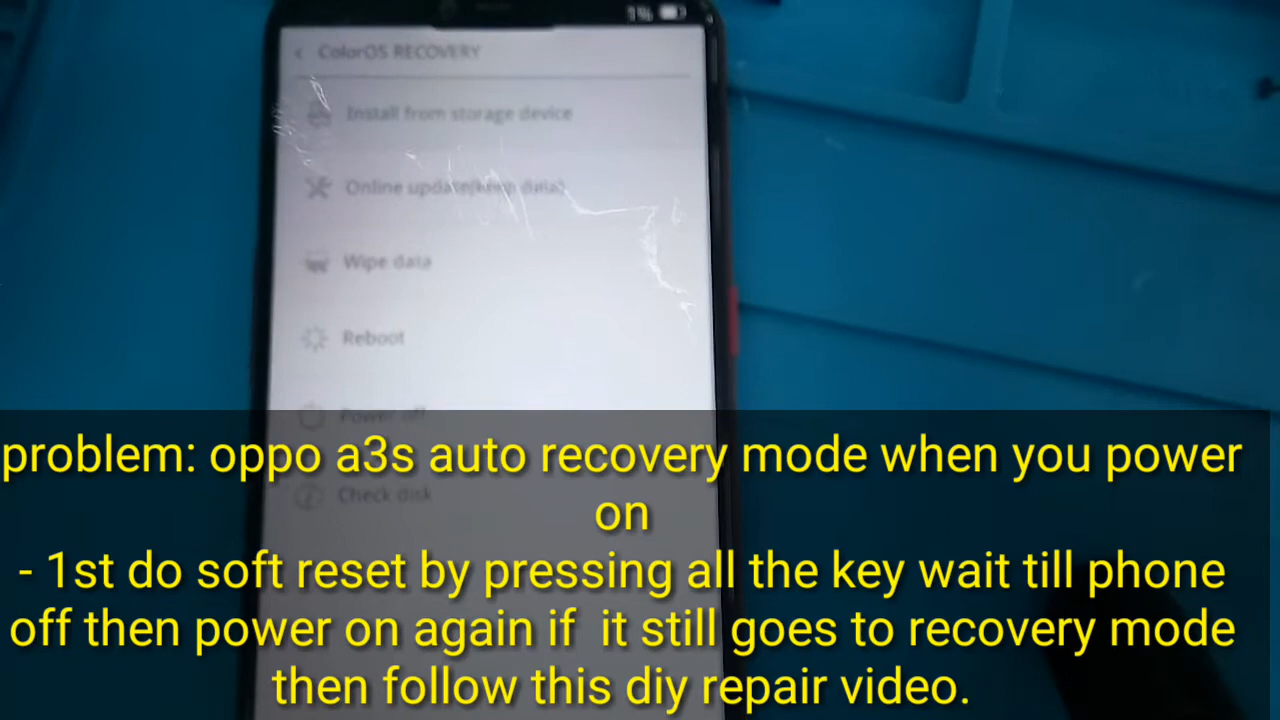 1%
ColorOS RECOVERY
Install from storage device
Online update(keep data)
Wipe data
Reboot
Power off
Check disk
problem: oppo a3s auto recovery mode when you power
on
- 1st do soft reset by pressing all the key wait till phone
off then power on again if it still goes to recovery mode
then follow this diy repair video.